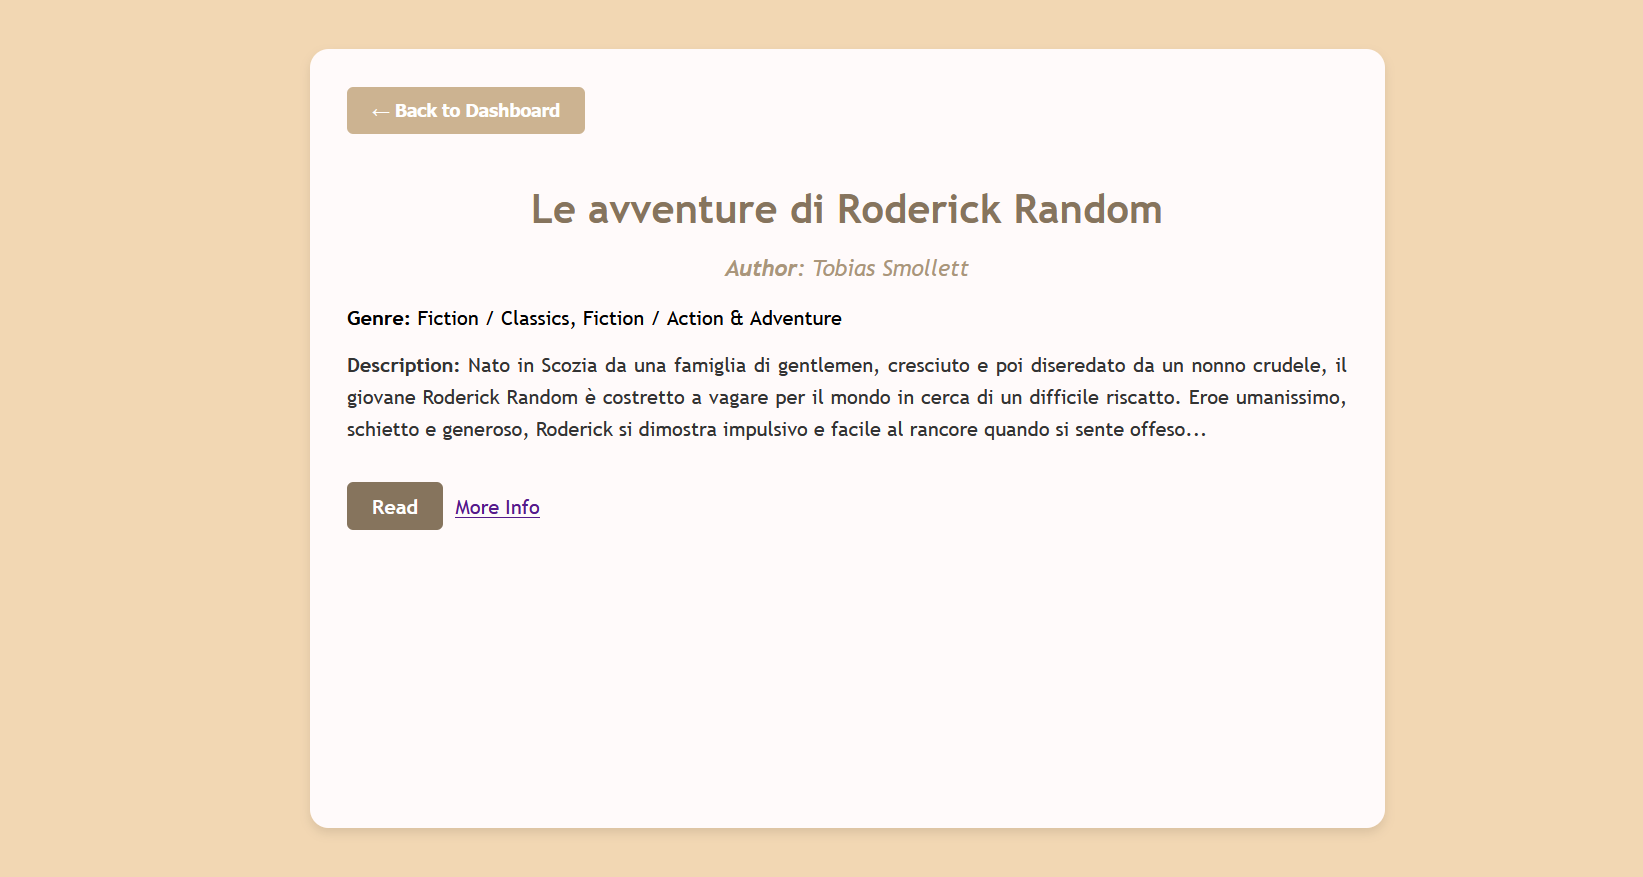 ← Back to Dashboard
Le avventure di Roderick Random
Author: Tobias Smollett
Genre: Fiction / Classics, Fiction / Action & Adventure
Description: Nato in Scozia da una famiglia di gentlemen, cresciuto e poi diseredato da un nonno crudele, il
giovane Roderick Random è costretto a vagare per il mondo in cerca di un difficile riscatto. Eroe umanissimo,
schietto e generoso, Roderick si dimostra impulsivo e facile al rancore quando si sente offeso...
Read More Info